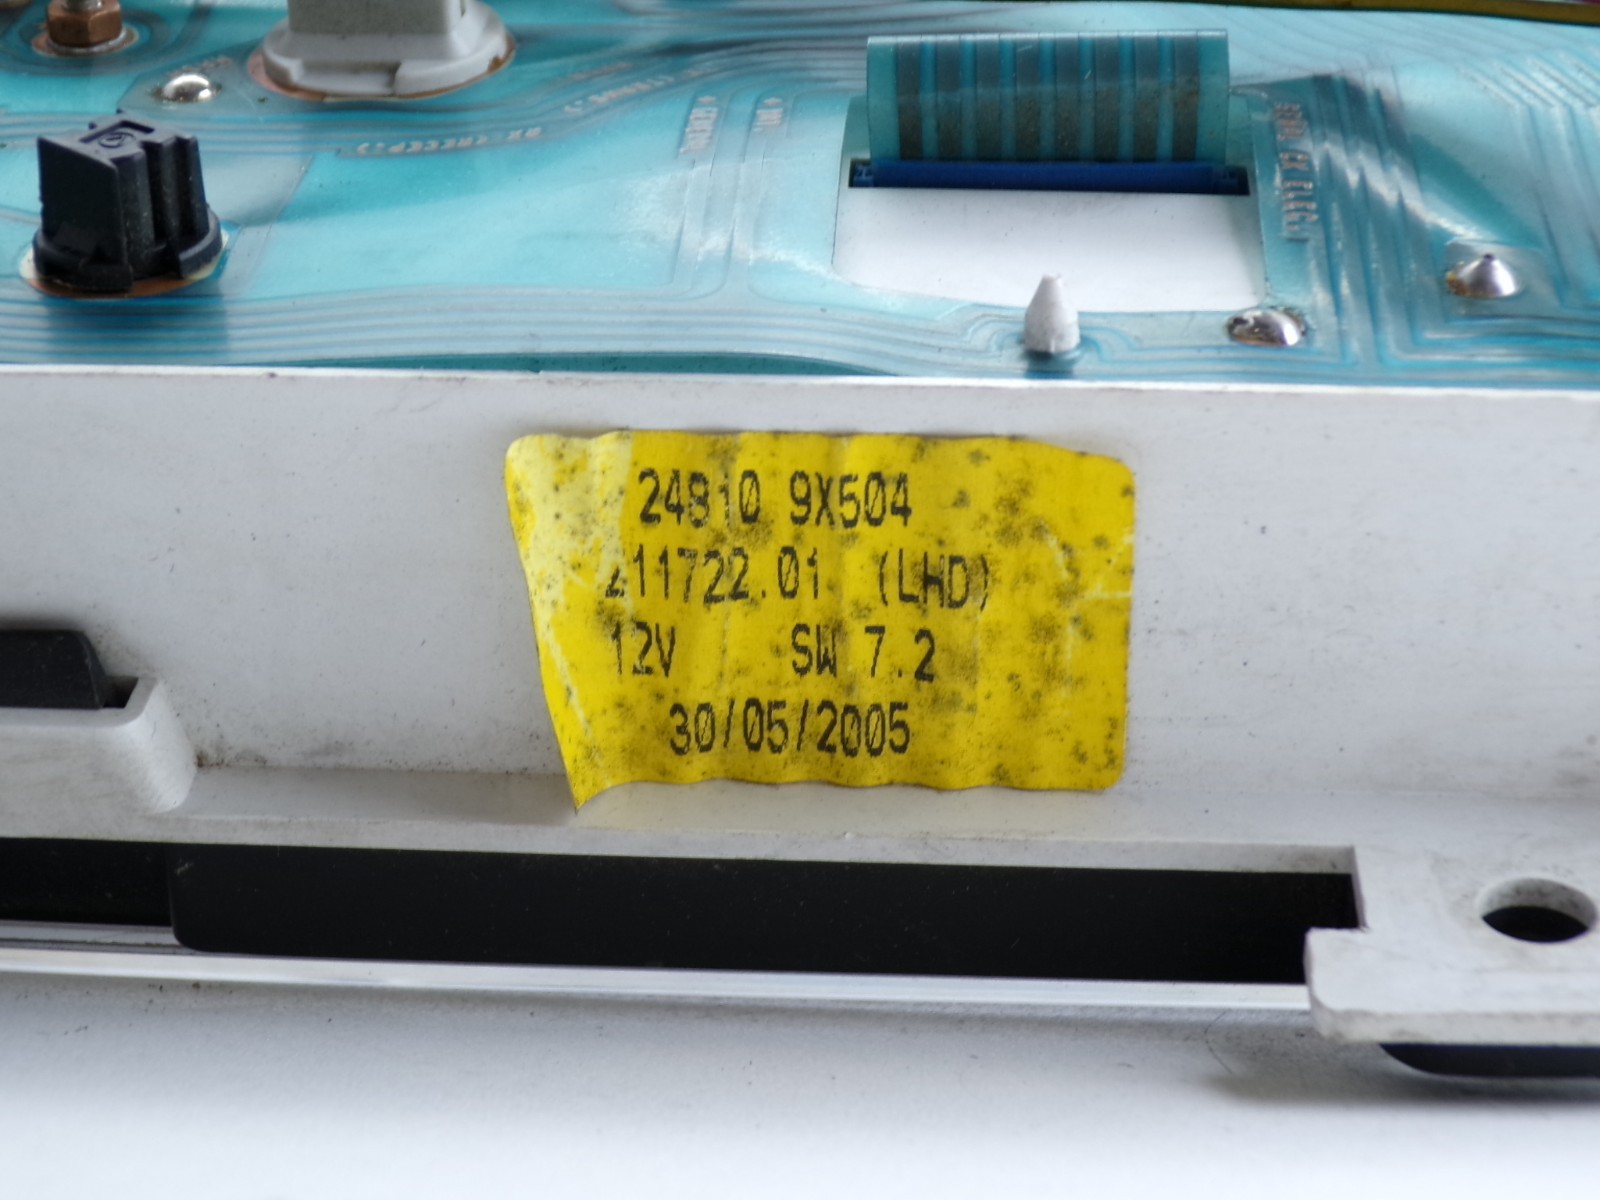 24810 9X504
211722.01 (LHD)
12V SW 7.2
30/05/2005